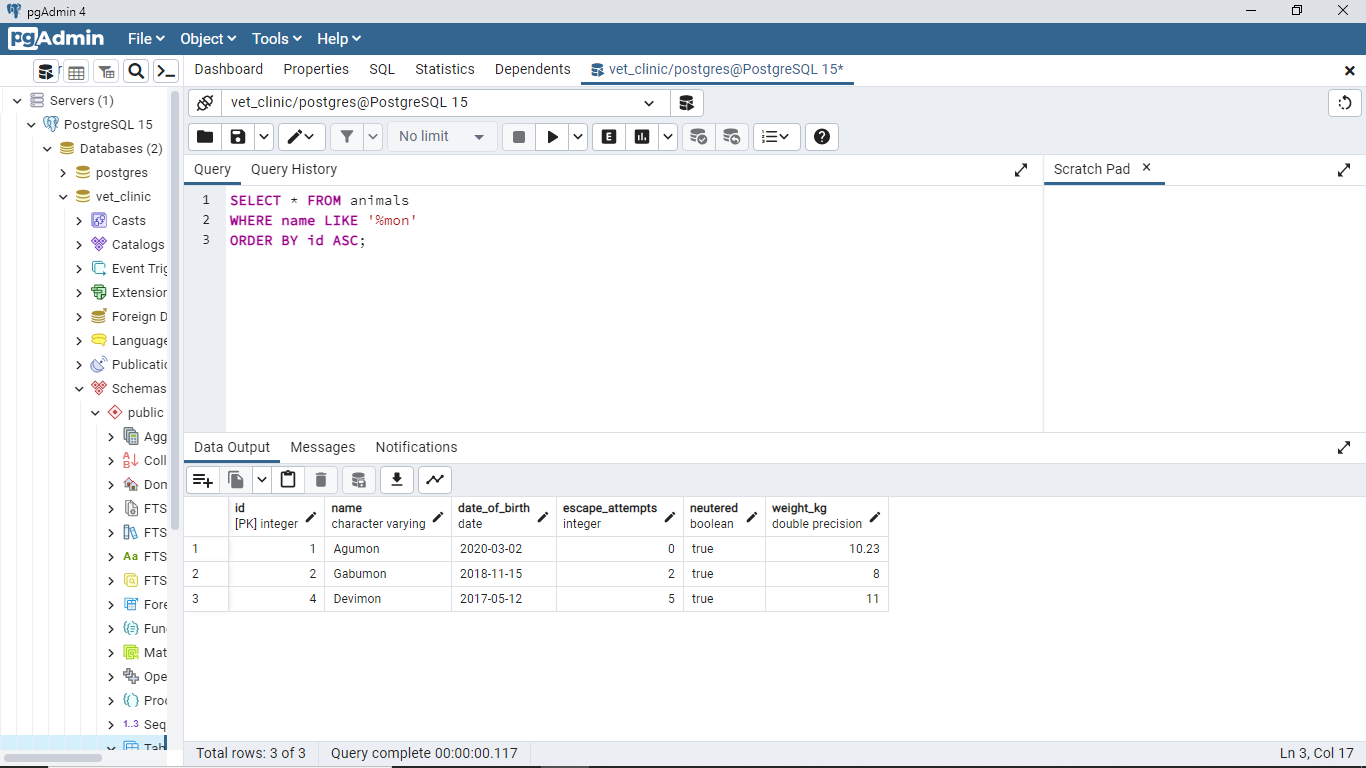 pgAdmin 4
pgAdmin
File Object Tools Help
Dashboard Properties SQL Statistics Dependents vet_clinic/postgres@PostgreSQL 15*
Servers (1)
PostgreSQL 15
Databases (2)
postgres
vet_clinic
Casts
Catalogs
Event Trig
Extension
Foreign D
Language
Publicatic
Schemas
public
Agg
Coll
Dom
FTS
FTS
Aa FTS
FTS
Fore
Fun
Mat
Ope
Proc
1..3 Seq
Tab
vet_clinic/postgres@PostgreSQL 15
No limit
E
Query Query History
Scratch Pad
1 SELECT * FROM animals
2 WHERE name LIKE '%mon'
3 ORDER BY id ASC;
Data Output Messages Notifications
id name date_of_birth escape_attempts neutered weight_kg
[PK] integer character varying date integer boolean double precision
1 1 Agumon 2020-03-02 0 true 10.23
2 2 Gabumon 2018-11-15 2 true 8
3 4 Devimon 2017-05-12 5 true 11
Total rows: 3 of 3 Query complete 00:00:00.117 Ln 3, Col 17